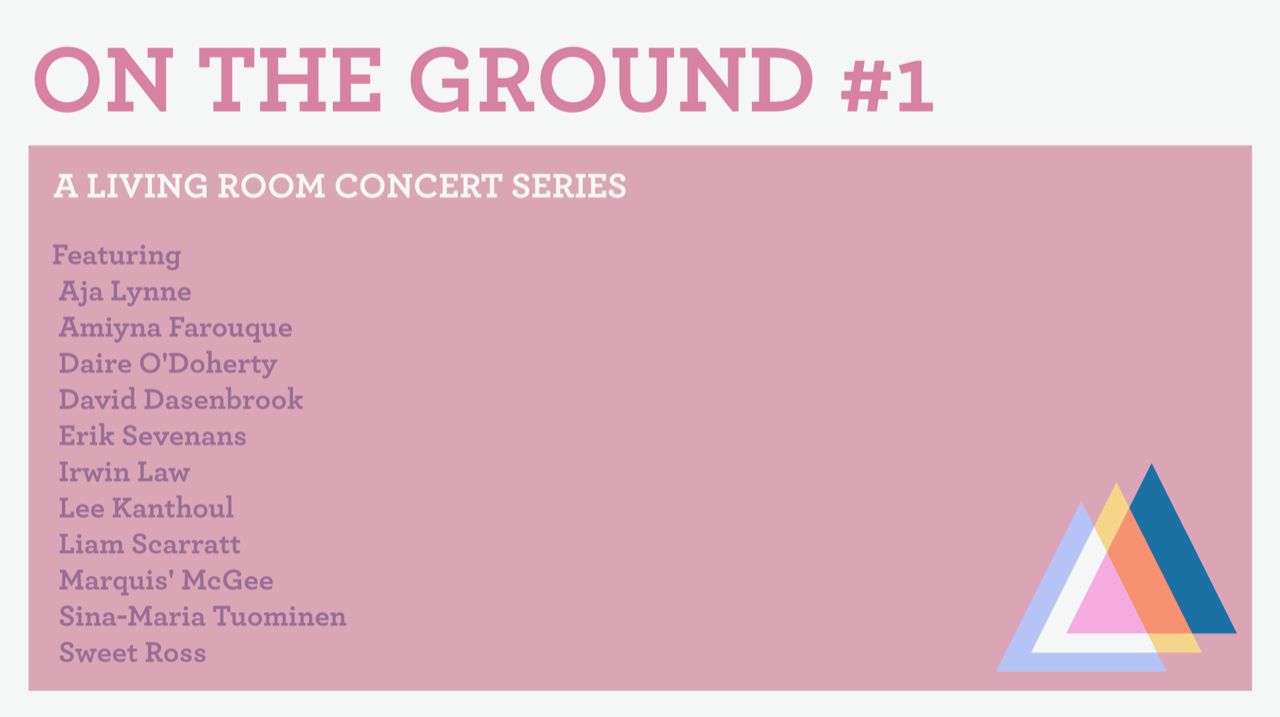 ON THE GROUND #1
A LIVING ROOM CONCERT SERIES
Featuring
Aja Lynne
Amiyna Farouque
Daire O'Doherty
David Dasenbrook
Erik Sevenans
Irwin Law
Lee Kanthoul
Liam Scarratt
Marquis' McGee
Sina-Maria Tuominen
Sweet Ross